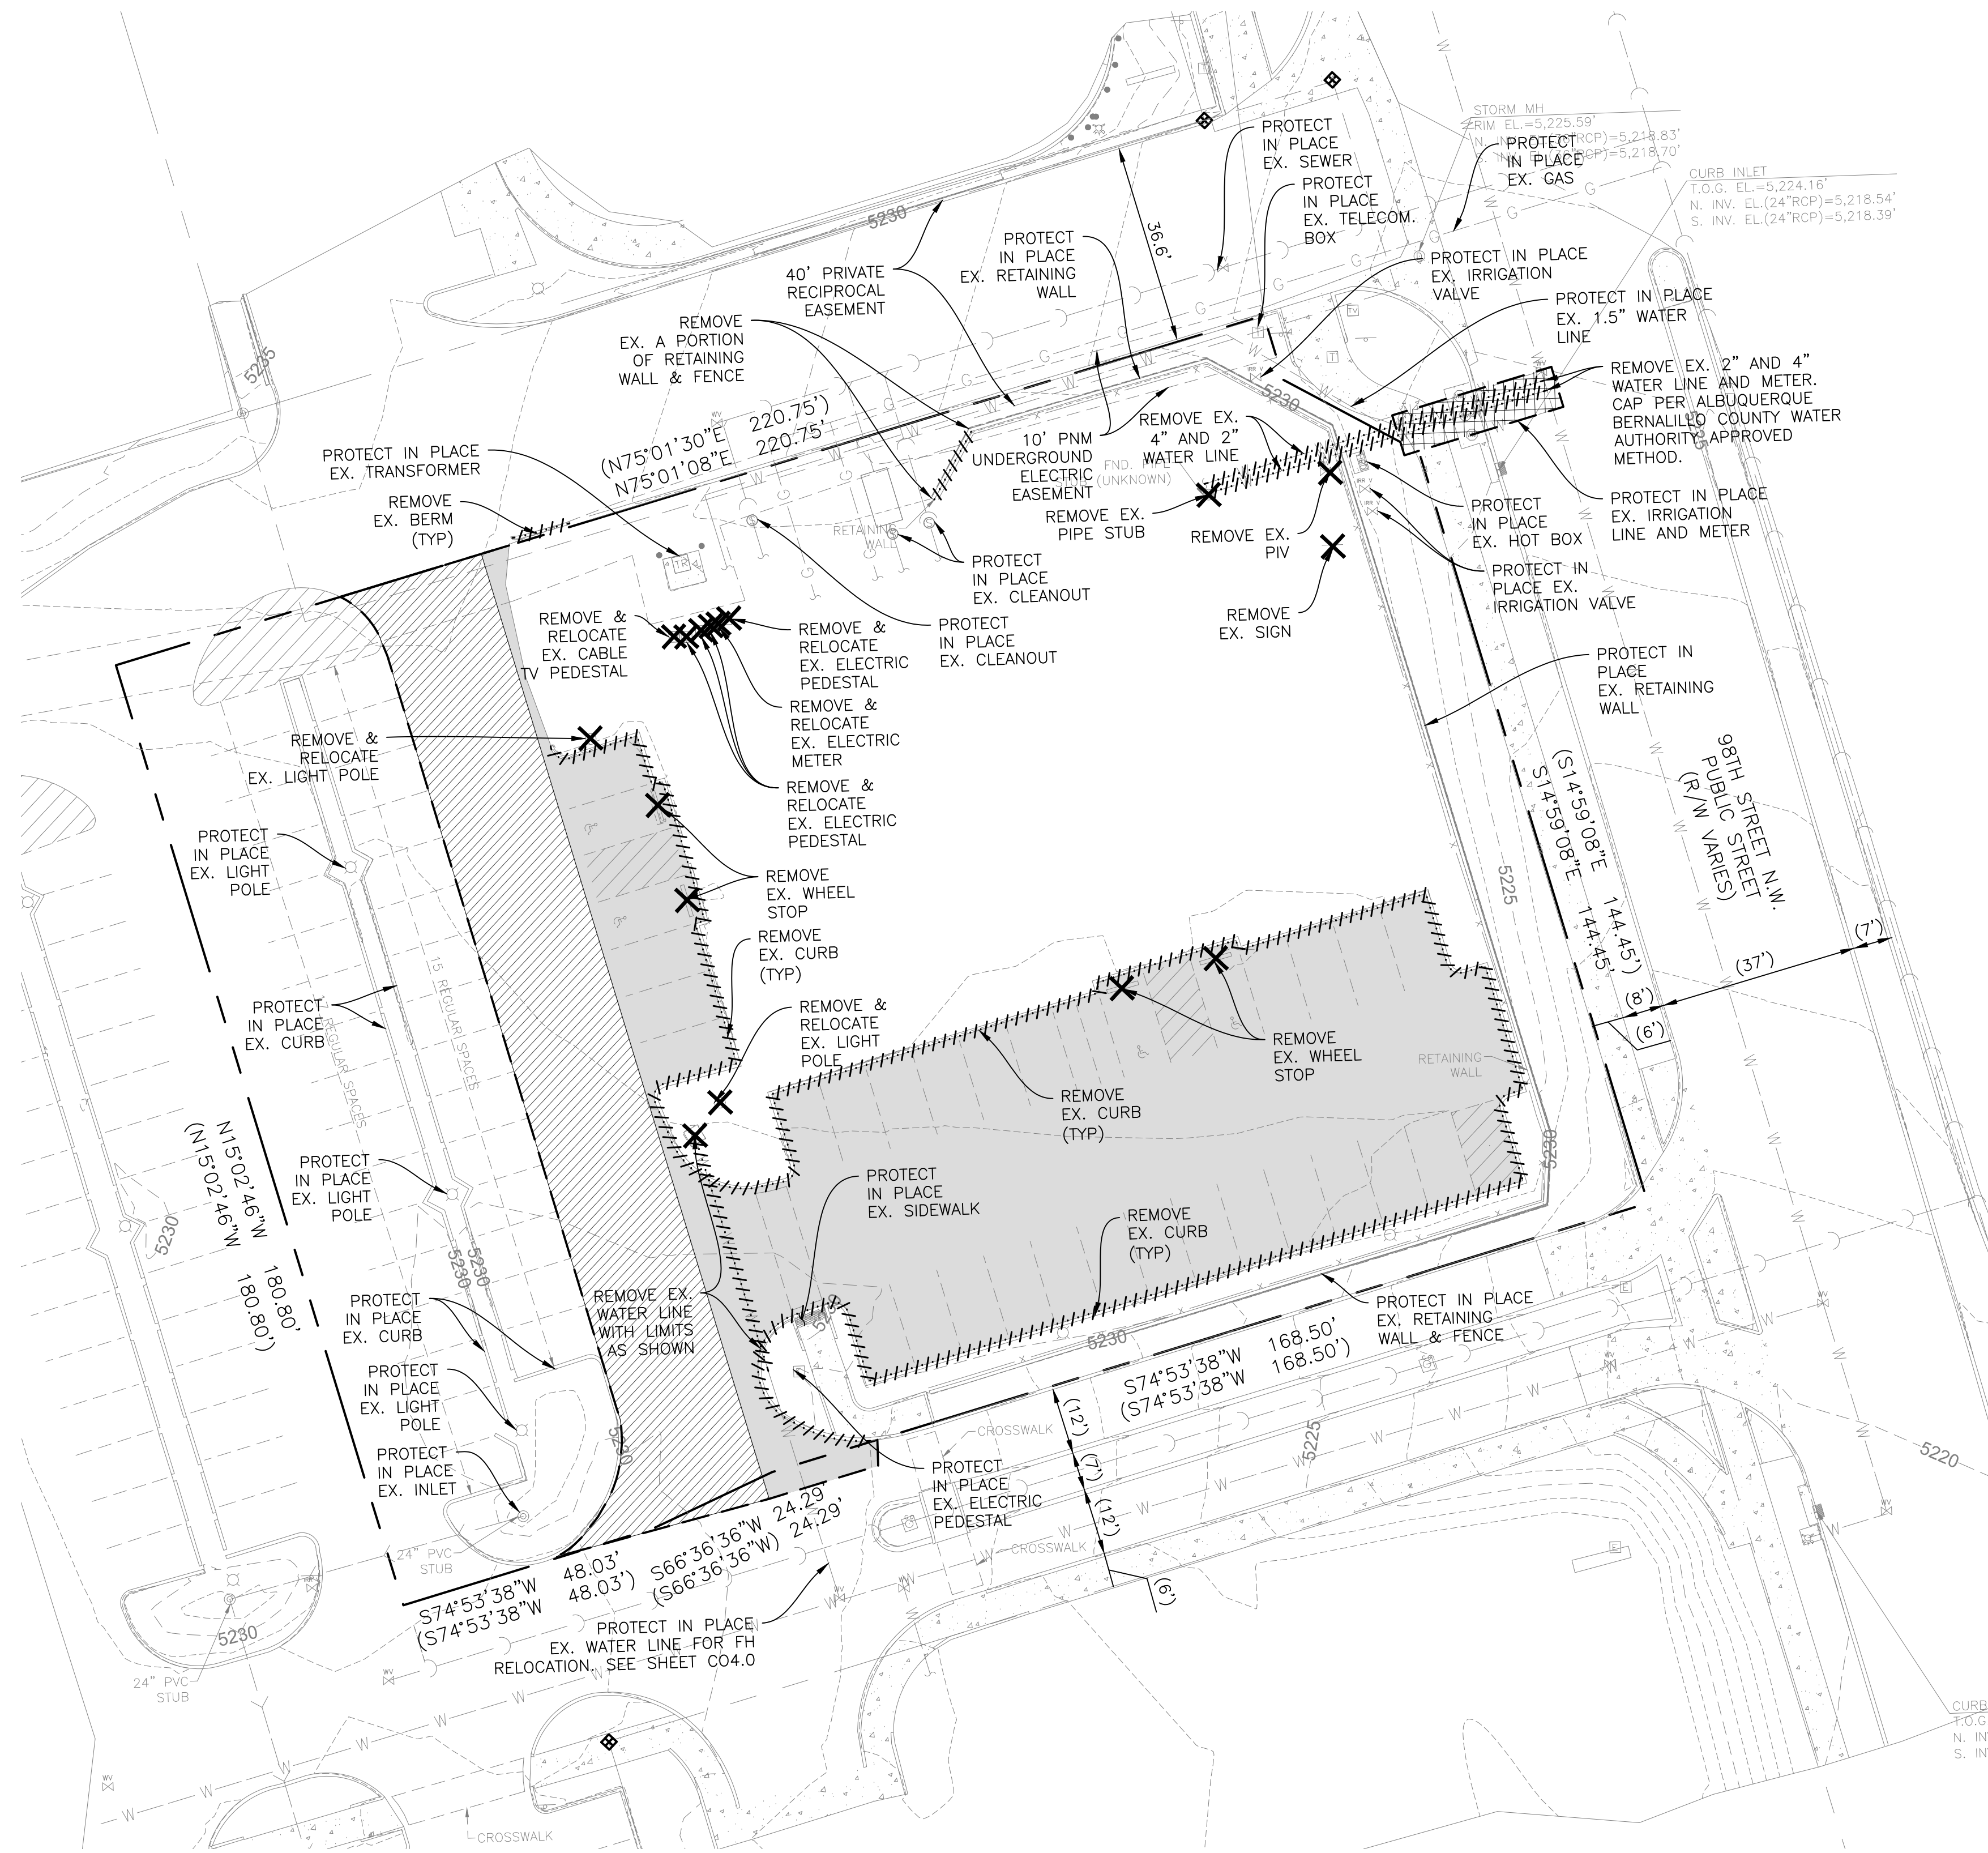 STORM MH
RIM EL.=5,225.59'
PROTECT
IN PLACE
EX. SEWER
PROTECT
IN PLACE
EX. GAS
CURB INLET
T.O.G. EL.=5,224.16'
N. INV. EL.(24"RCP)=5,218.54'
S. INV. EL.(24"RCP)=5,218.39'
PROTECT
IN PLACE
EX. TELECOM.
BOX
5230
36.6'
PROTECT
IN PLACE
EX. RETAINING
WALL
40' PRIVATE
RECIPROCAL
EASEMENT
PROTECT IN PLACE
EX. IRRIGATION
VALVE
PROTECT IN PLACE
EX. 1.5" WATER
LINE
REMOVE
EX. A PORTION
OF RETAINING
WALL & FENCE
5235
REMOVE EX. 2" AND 4"
WATER LINE AND METER.
CAP PER ALBUQUERQUE
BERNALILLO COUNTY WATER
AUTHORITY APPROVED
METHOD.
5230
(N75°01'30"E 220.75')
N75°01'08"E 220.75'
REMOVE EX.
4" AND 2"
WATER LINE
10' PNM
UNDERGROUND
ELECTRIC
EASEMENT
FND. PIPE
(UNKNOWN)
PROTECT IN PLACE
EX. TRANSFORMER
REMOVE
EX. BERM
(TYP)
RETAINING
WALL
REMOVE EX.
PIPE STUB
REMOVE EX.
PIV
PROTECT
IN PLACE
EX. HOT BOX
PROTECT IN PLACE
EX. IRRIGATION
LINE AND METER
TR
PROTECT
IN PLACE
EX. CLEANOUT
PROTECT IN
PLACE EX.
IRRIGATION VALVE
REMOVE
EX. SIGN
REMOVE &
RELOCATE
EX. CABLE
TV PEDESTAL
REMOVE &
RELOCATE
EX. ELECTRIC
PEDESTAL
PROTECT
IN PLACE
EX. CLEANOUT
PROTECT IN
PLACE
EX. RETAINING
WALL
REMOVE &
RELOCATE
EX. ELECTRIC
METER
REMOVE &
RELOCATE
EX. LIGHT POLE
REMOVE &
RELOCATE
EX. ELECTRIC
PEDESTAL
98TH STREET N.W.
PUBLIC STREET
(R/W VARIES)
(S14°59'08"E 144.45')
S14°59'08"E 144.45'
5225
PROTECT
IN PLACE
EX. LIGHT
POLE
REMOVE
EX. WHEEL
STOP
REMOVE
EX. CURB
(TYP)
(7')
(37')
(8')
(6')
PROTECT
IN PLACE
EX. CURB
15 REGULAR SPACES
REGULAR SPACES
REMOVE &
RELOCATE
EX. LIGHT
POLE
REMOVE
EX. WHEEL
STOP
RETAINING
WALL
REMOVE
EX. CURB
(TYP)
N15°02'46"W 180.80'
(N15°02'46"W 180.80')
PROTECT
IN PLACE
EX. LIGHT
POLE
PROTECT
IN PLACE
EX. SIDEWALK
5230
5230
5230
5230
REMOVE
EX. CURB
(TYP)
PROTECT
IN PLACE
EX. CURB
REMOVE EX.
WATER LINE
WITH LIMITS
AS SHOWN
5230
PROTECT IN PLACE
EX. RETAINING
WALL & FENCE
S74°53'38"W 168.50'
(S74°53'38"W 168.50')
PROTECT
IN PLACE
EX. LIGHT
POLE
(12')
(7')
(12')
(6')
5225
5220
CROSSWALK
PROTECT
IN PLACE
EX. INLET
5230
PROTECT
IN PLACE
EX. ELECTRIC
PEDESTAL
CROSSWALK
24" PVC
STUB
S74°53'38"W 48.03'
(S74°53'38"W 48.03')
S66°36'36"W 24.29'
(S66°36'36"W) 24.29'
5230
PROTECT IN PLACE
EX. WATER LINE FOR FH
RELOCATION. SEE SHEET CO4.0
24" PVC
STUB
CURB
T.O.G
N. IN
S. IN
CROSSWALK